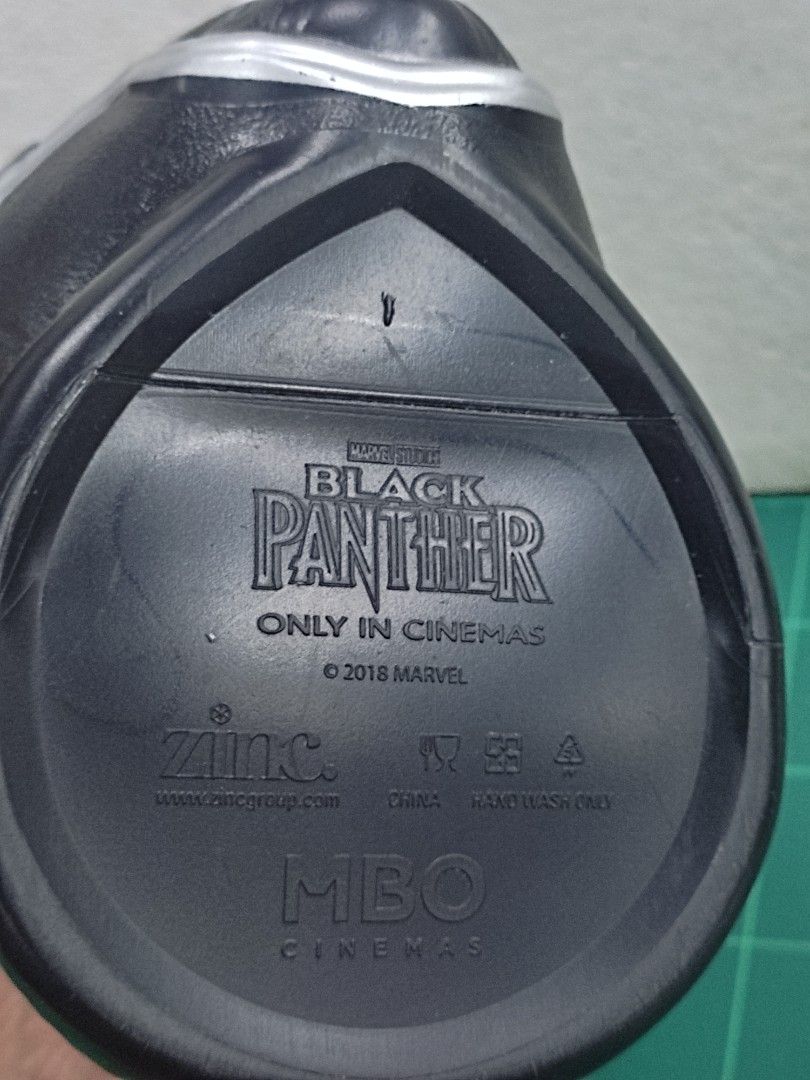 MARVEL STUDIOS
BLACK
PANTHER
ONLY IN CINEMAS
© 2018 MARVEL
zinc.
www.zincgroup.com
CHINA HAND WASH ONLY
MBO
CINEMAS